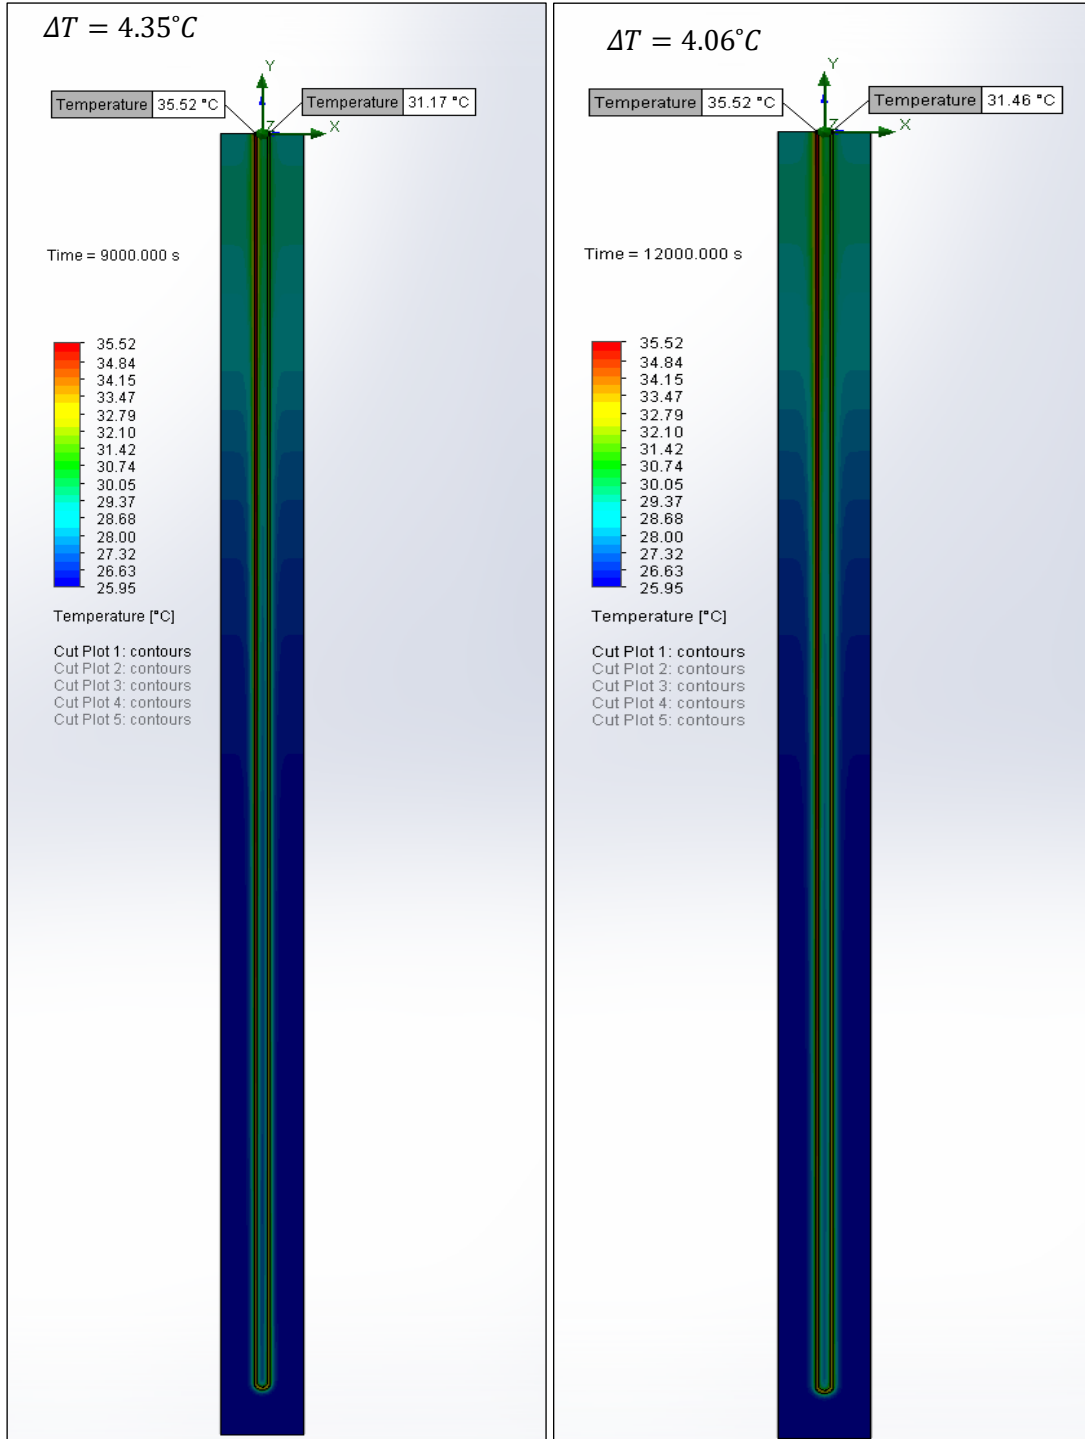 ΔT = 4.35°C
Y
Temperature 35.52 °C
Temperature 31.17 °C
Z
X
Time = 9000.000 s
35.52
34.84
34.15
33.47
32.79
32.10
31.42
30.74
30.05
29.37
28.68
28.00
27.32
26.63
25.95
Temperature [°C]
Cut Plot 1: contours
Cut Plot 2: contours
Cut Plot 3: contours
Cut Plot 4: contours
Cut Plot 5: contours
ΔT = 4.06°C
Y
Temperature 35.52 °C
Temperature 31.46 °C
Z
X
Time = 12000.000 s
35.52
34.84
34.15
33.47
32.79
32.10
31.42
30.74
30.05
29.37
28.68
28.00
27.32
26.63
25.95
Temperature [°C]
Cut Plot 1: contours
Cut Plot 2: contours
Cut Plot 3: contours
Cut Plot 4: contours
Cut Plot 5: contours